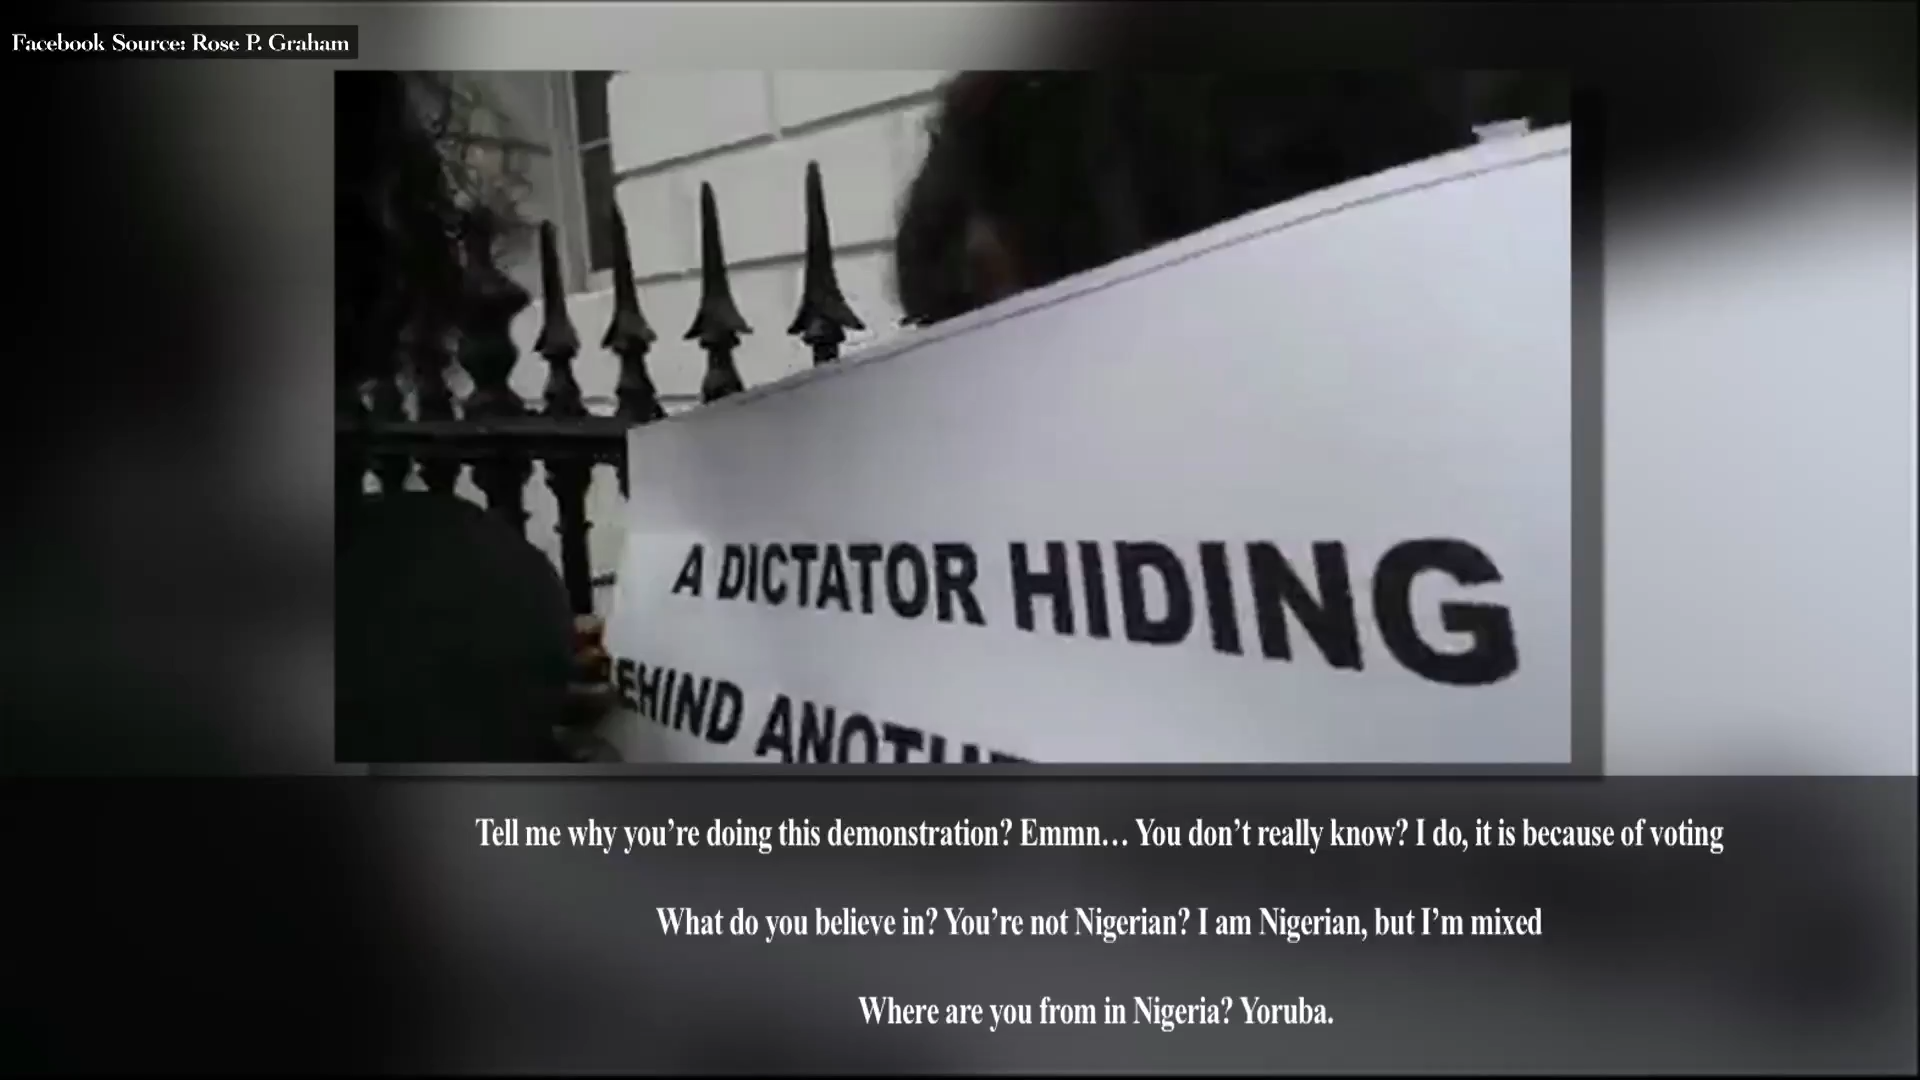 Facebook Source: Rose P. Graham
A DICTATOR HIDING
BEHIND ANOTHE
Tell me why you’re doing this demonstration? Emmn… You don’t really know? I do, it is because of voting
What do you believe in? You’re not Nigerian? I am Nigerian, but I’m mixed
Where are you from in Nigeria? Yoruba.